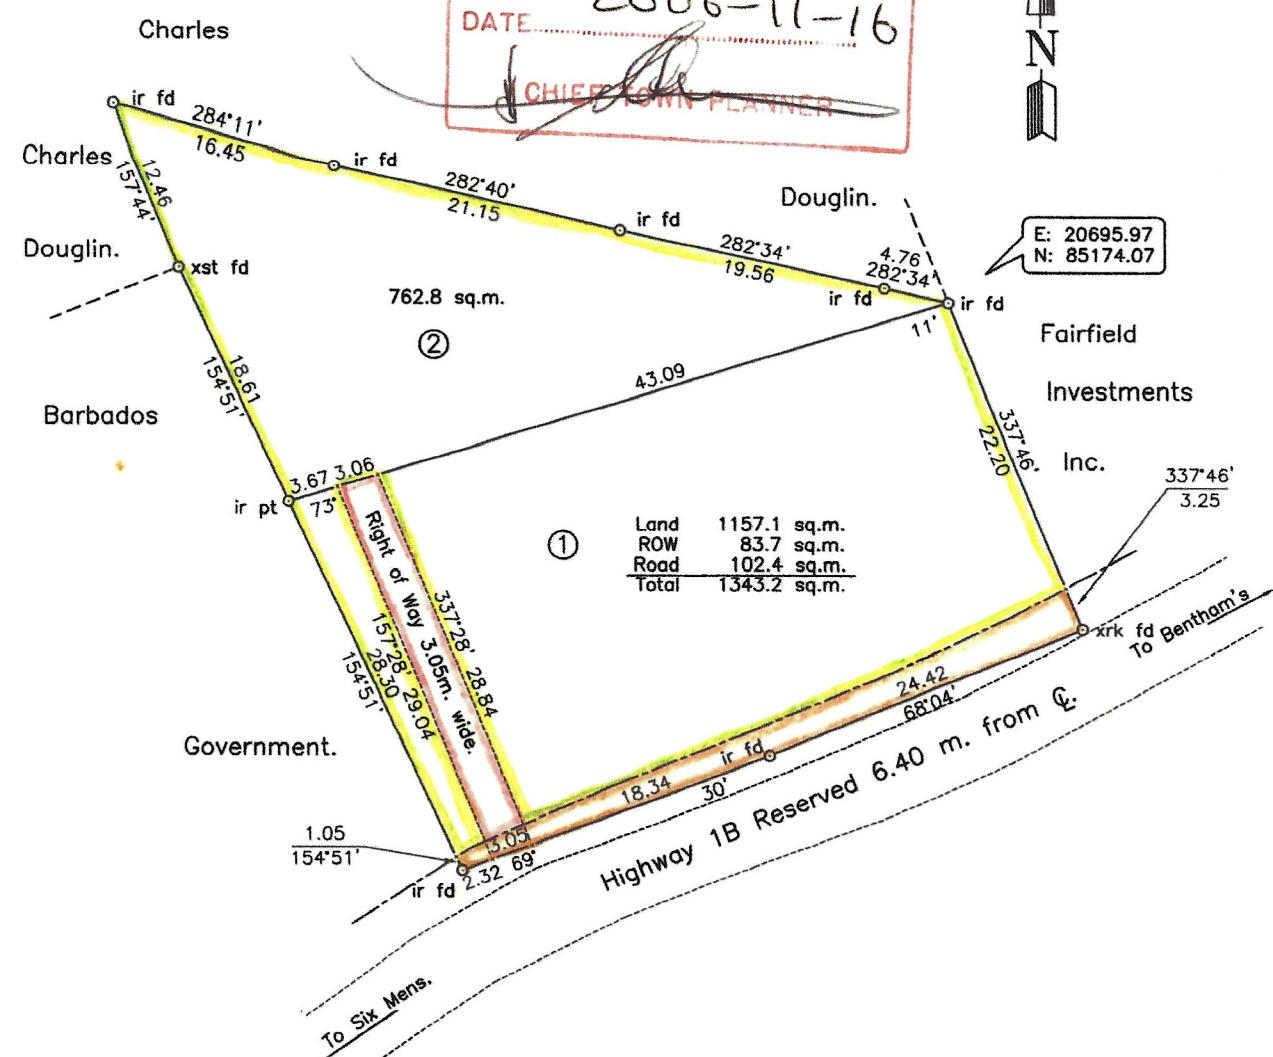 Charles
DATE 2006-11-16
CHIEF TOWN PLANNER
N
ir fd
284°11'
16.45
ir fd
Charles
12.46
157°44'
282°40'
21.15
ir fd
Douglin.
Douglin.
xst fd
282°34'
19.56
4.76
282°34'
ir fd
ir fd
E: 20695.97
N: 85174.07
762.8 sq.m.
2
11'
Fairfield
Investments
Inc.
43.09
18.61
154°51'
Barbados
337°46'
22.20
337°46'
3.25
3.67 3.06
ir pt
73°
1
Land 1157.1 sq.m.
ROW 83.7 sq.m.
Road 102.4 sq.m.
Total 1343.2 sq.m.
Right of Way 3.05m. wide.
337°28' 28.84
157°28' 29.04
28.30
154°51'
xrk fd
To Bentham's
24.42
68°04'
Government.
ir fd
18.34
30'
Highway 1B Reserved 6.40 m. from ℄.
1.05
154°51'
3.05
ir fd
2.32 69°
To Six Mens.